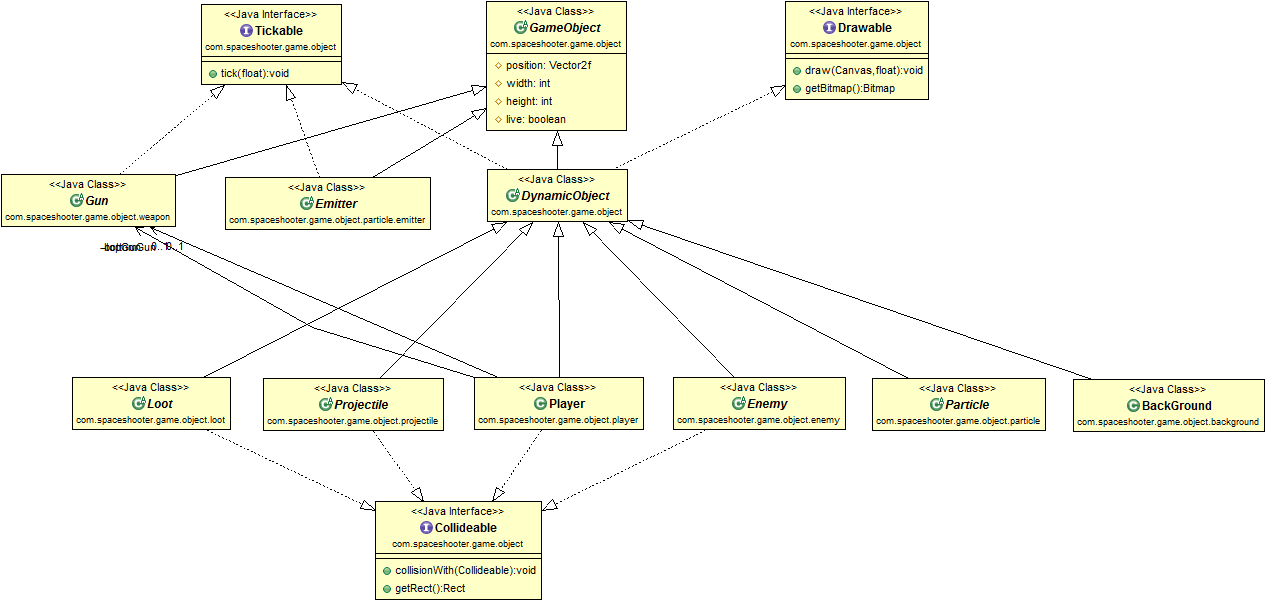 <<Java Interface>>
Tickable
com.spaceshooter.game.object
tick(float):void
<<Java Class>>
GameObject
com.spaceshooter.game.object
position: Vector2f
width: int
height: int
live: boolean
<<Java Interface>>
Drawable
com.spaceshooter.game.object
draw(Canvas,float):void
getBitmap():Bitmap
<<Java Class>>
Gun
com.spaceshooter.game.object.weapon
<<Java Class>>
Emitter
com.spaceshooter.game.object.particle.emitter
<<Java Class>>
DynamicObject
com.spaceshooter.game.object
0..1
<<Java Class>>
Loot
com.spaceshooter.game.object.loot
<<Java Class>>
Projectile
com.spaceshooter.game.object.projectile
<<Java Class>>
Player
com.spaceshooter.game.object.player
<<Java Class>>
Enemy
com.spaceshooter.game.object.enemy
<<Java Class>>
Particle
com.spaceshooter.game.object.particle
<<Java Class>>
BackGround
com.spaceshooter.game.object.background
<<Java Interface>>
Collideable
com.spaceshooter.game.object
collisionWith(Collideable):void
getRect():Rect